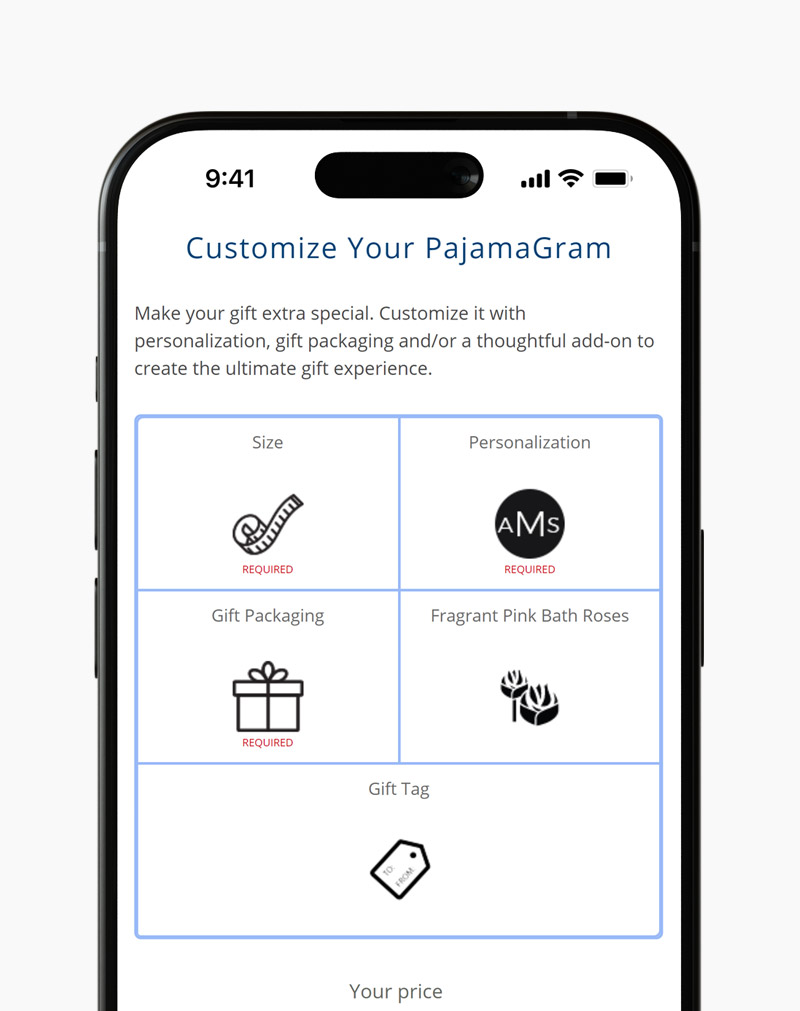 9:41
Customize Your PajamaGram
Make your gift extra special. Customize it with
personalization, gift packaging and/or a thoughtful add-on to
create the ultimate gift experience.
Size
Personalization
AMS
REQUIRED
REQUIRED
Gift Packaging
Fragrant Pink Bath Roses
REQUIRED
Gift Tag
TO:
FROM:
Your price